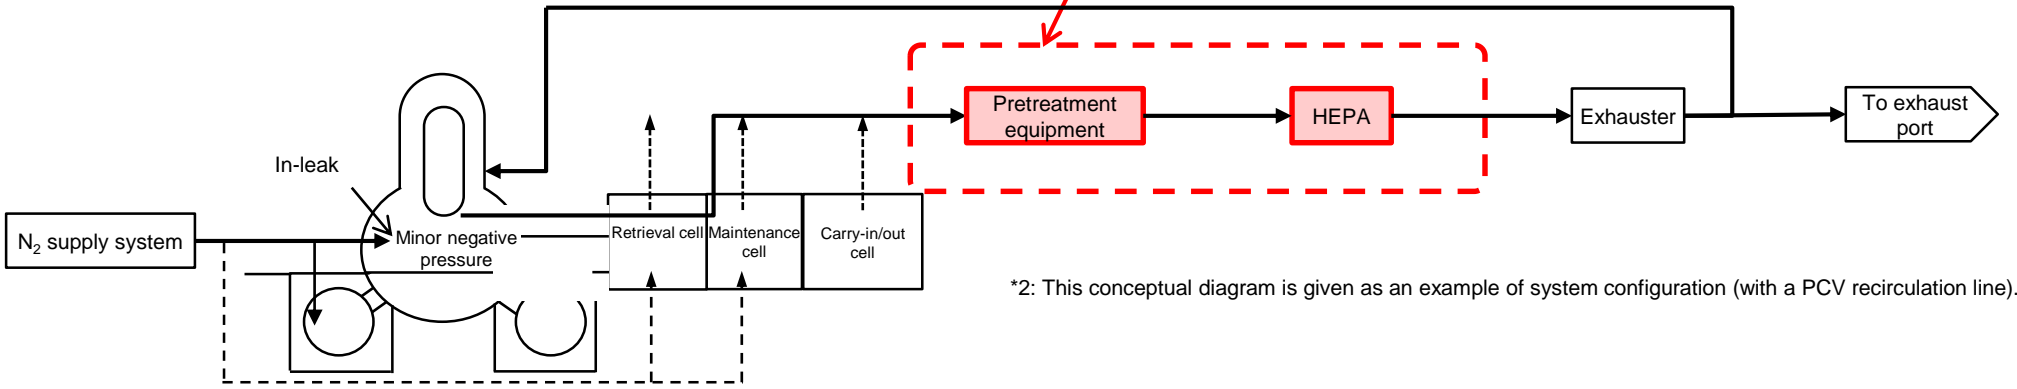 Pretreatment
equipment
HEPA
Exhauster
To exhaust
port
In-leak
N₂ supply system
Minor negative
pressure
Retrieval cell
Maintenance
cell
Carry-in/out
cell
*2: This conceptual diagram is given as an example of system configuration (with a PCV recirculation line).